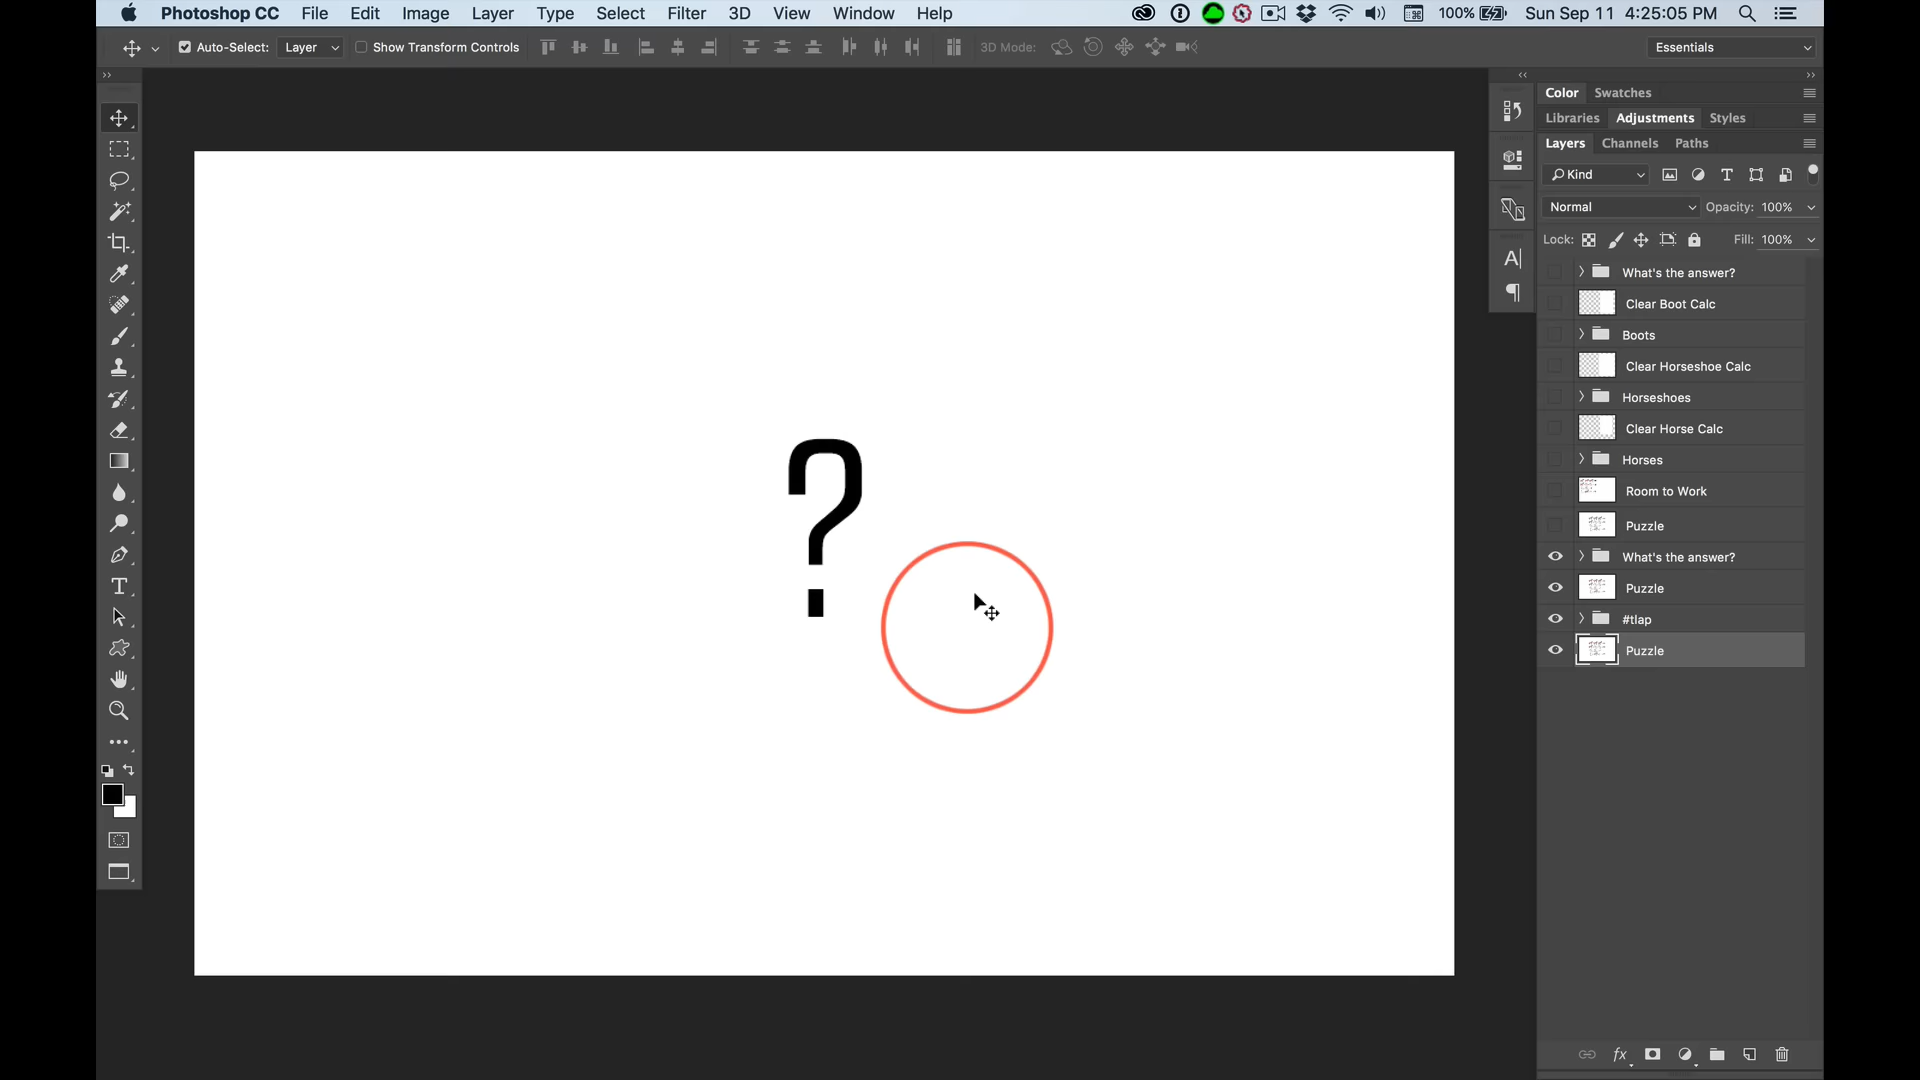 Photoshop CC File Edit Image Layer Type Select Filter 3D View Window Help 100% Sun Sep 11 4:25:05 PM
Auto-Select: Layer Show Transform Controls 3D Mode: Essentials
Color Swatches
Libraries Adjustments Styles
Layers Channels Paths
Kind
Normal Opacity: 100%
Lock: Fill: 100%
What's the answer?
Clear Boot Calc
Boots
Clear Horseshoe Calc
Horseshoes
Clear Horse Calc
Horses
Room to Work
Puzzle
What's the answer?
Puzzle
#tlap
Puzzle
?